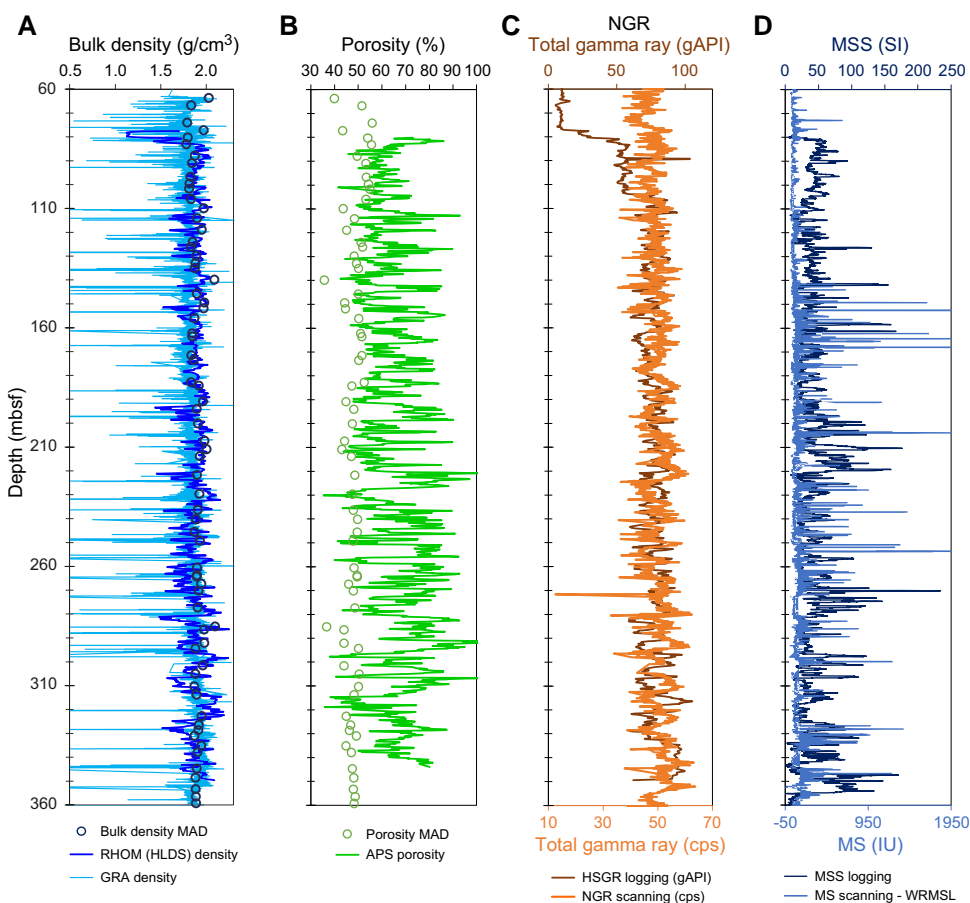 A
Bulk density (g/cm³)
0.5 1.0 1.5 2.0
B
Porosity (%)
30 40 50 60 70 80 90 100
C
NGR
Total gamma ray (gAPI)
0 50 100
D
MSS (SI)
0 50 100 150 200 250
Depth (mbsf)
60
110
160
210
260
310
360
10 30 50 70
Total gamma ray (cps)
-50 950 1950
MS (IU)
Bulk density MAD
RHOM (HLDS) density
GRA density
Porosity MAD
APS porosity
HSGR logging (gAPI)
NGR scanning (cps)
MSS logging
MS scanning - WRMSL